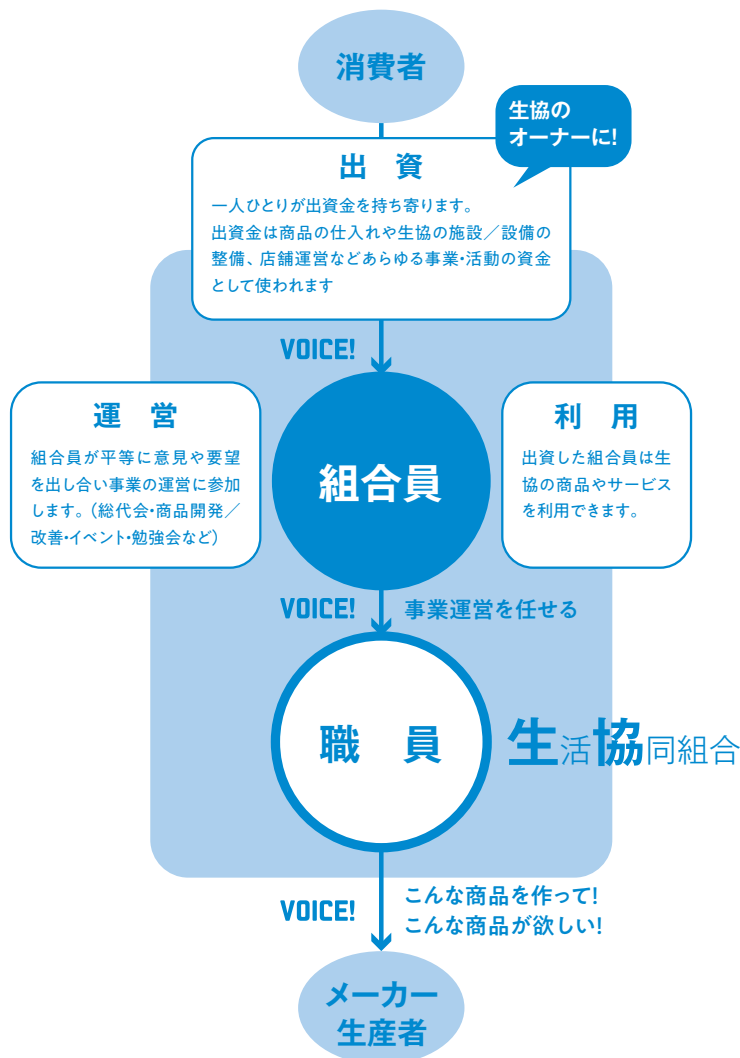 消費者
生協の
オーナーに!
出 資
一人ひとりが出資金を持ち寄ります。
出資金は商品の仕入れや生協の施設／設備の
整備、店舗運営などあらゆる事業・活動の資金
として使われます
VOICE!
運 営
組合員が平等に意見や要望
を出し合い事業の運営に参加
します。（総代会・商品開発／
改善・イベント・勉強会など）
組合員
利 用
出資した組合員は生
協の商品やサービス
を利用できます。
VOICE!
事業運営を任せる
職 員
生活協同組合
VOICE!
こんな商品を作って!
こんな商品が欲しい!
メーカー
生産者